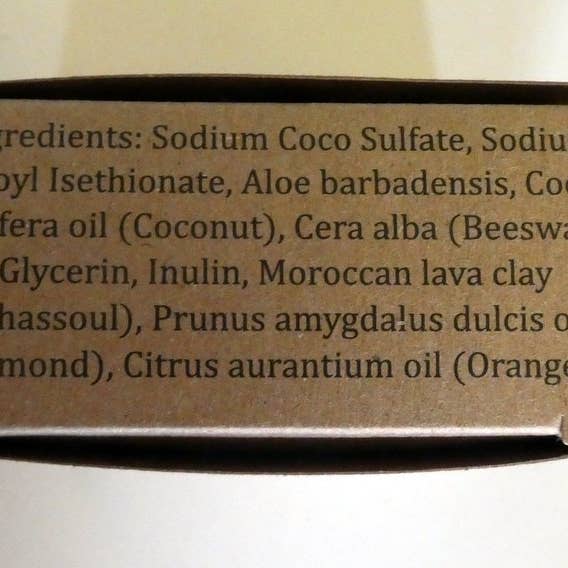 gredients: Sodium Coco Sulfate, Sodiu
oyl Isethionate, Aloe barbadensis, Coc
fera oil (Coconut), Cera alba (Beeswa
Glycerin, Inulin, Moroccan lava clay
hassoul), Prunus amygdalus dulcis o
mond), Citrus aurantium oil (Orange